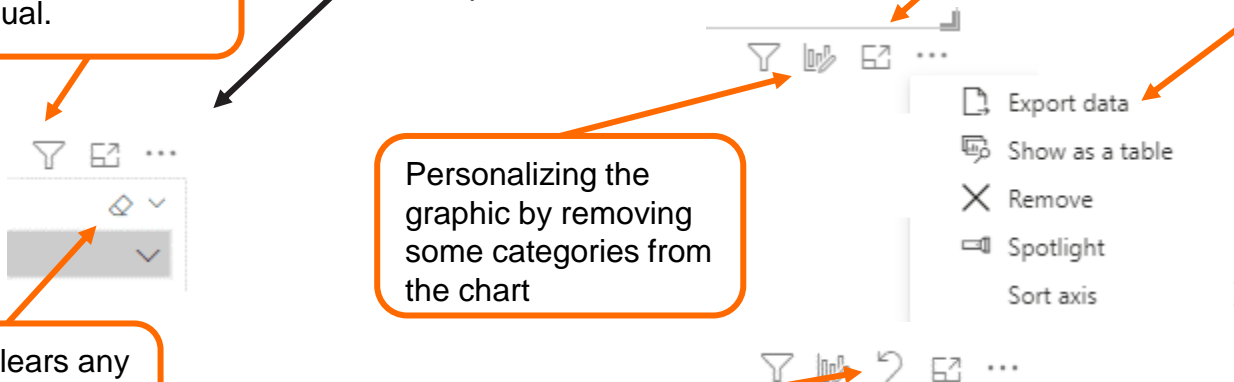 ual.
Export data
Show as a table
Personalizing the
graphic by removing
some categories from
the chart
Remove
Spotlight
Sort axis
lears any